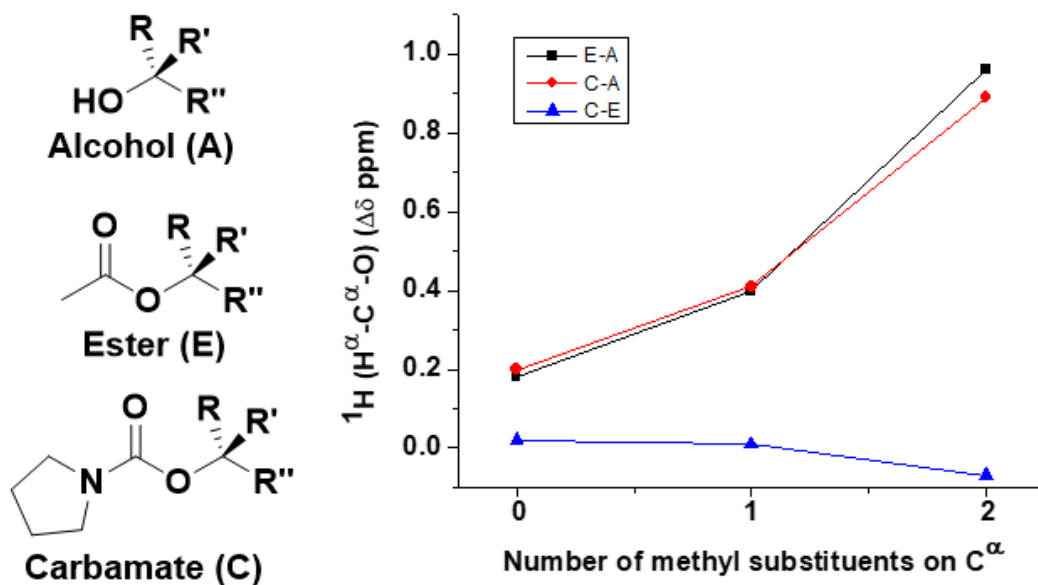 R
R'
HO
R"
Alcohol (A)
O
R
R'
O
R"
Ester (E)
O
R
R'
N
O
R"
Carbamate (C)
¹H (Hᵅ-Cᵅ-O) (Δδ ppm)
1.0
0.8
0.6
0.4
0.2
0.0
E-A
C-A
C-E
0 1 2
Number of methyl substituents on Cᵅ